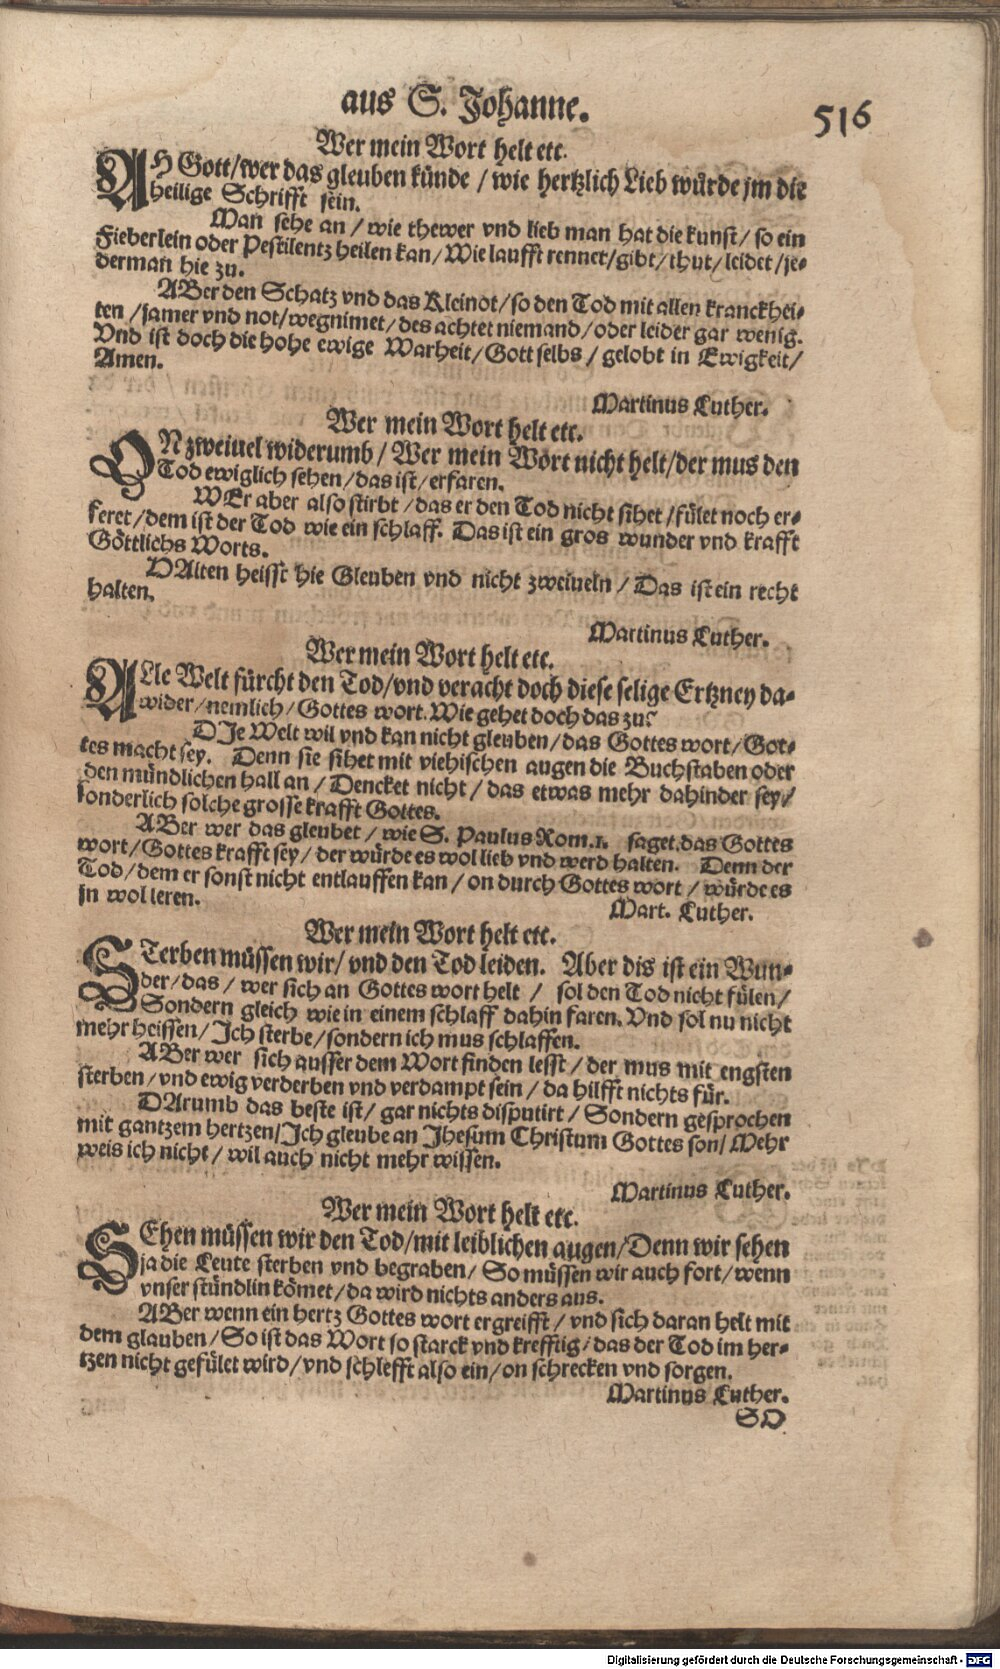 aus S. Johanne.
516
Wer mein Wort helt etc.
AH Gott/wer das gleuben künde / wie hertzlich Lieb würde jm die
heilige Schrifft sein.
Man sehe an / wie thewer vnd lieb man hat die kunst/ so ein
Fieberlein oder Pestilentz heilen kan/ Wie laufft rennet/gibt/thut/leidet/je-
derman hie zu.
ABer den Schatz vnd das Kleinot/so den Tod mit allen kranckhei-
ten /jamer vnd not/wegnimet/des achtet niemand/oder leider gar wenig.
Vnd ist doch die hohe ewige Warheit/Gott selbs / gelobt in Ewigkeit/
Amen.
Martinus Luther.
Wer mein Wort helt etc.
ON zweiuel widerumb / Wer mein Wort nicht helt/der mus den
Tod ewiglich sehen/das ist/erfaren.
WEr aber also stirbt /das er den Tod nicht sihet /fület noch er-
feret/dem ist der Tod wie ein schlaff. Das ist ein gros wunder vnd krafft
Göttlichs Worts.
HAlten heisst hie Gleuben vnd nicht zweiueln / Das ist ein recht
halten.
Martinus Luther.
Wer mein Wort helt etc.
ALle Welt fürcht den Tod/vnd veracht doch diese selige Ertzney da-
wider/nemlich/Gottes wort. Wie gehet doch das zu?
DJe Welt wil vnd kan nicht gleuben/das Gottes wort/Got-
tes macht sey. Denn sie sihet mit viehischen augen die Buchstaben oder
den mündlichen hall an / Dencket nicht / das etwas mehr dahinder sey/
sonderlich solche grosse krafft Gottes.
ABer wer das gleubet / wie S. Paulus Rom.1. saget das Gottes
wort/Gottes krafft sey / der würde es wol lieb vnd werd halten. Denn der
Tod/dem er sonst nicht entlauffen kan / on durch Gottes wort / würde es
jn wol leren.
Mart. Luther.
Wer mein Wort helt etc.
STerben müssen wir/ vnd den Tod leiden. Aber dis ist ein Wun-
der/das / wer sich an Gottes wort helt / sol den Tod nicht fülen/
Sondern gleich wie in einem schlaff dahin faren. Vnd sol nu nicht
mehr heissen/Jch sterbe/sondern ich mus schlaffen.
ABer wer sich ausser dem Wort finden lesst / der mus mit engsten
sterben/vnd ewig verderben vnd verdampt sein / da hilfft nichts für.
DArumb das beste ist/ gar nichts disputirt / Sondern gesprochen
mit gantzem hertzen/Jch gleube an Jhesum Christum Gottes son/Mehr
weis ich nicht / wil auch nicht mehr wissen.
Martinus Luther.
Wer mein Wort helt etc.
SEhen müssen wir den Tod/mit leiblichen augen/Denn wir sehen
ja die Leute sterben vnd begraben/ So müssen wir auch fort/wenn
vnser stündlin kömet/da wird nichts anders aus.
ABer wenn ein hertz Gottes wort ergreifft / vnd sich daran helt mit
dem glauben/So ist das Wort so starck vnd krefftig/das der Tod im her-
tzen nicht gefület wird/vnd schlefft also ein/on schrecken vnd sorgen.
Martinus Luther.
SO
Digitalisierung gefördert durch die Deutsche Forschungsgemeinschaft - DFG